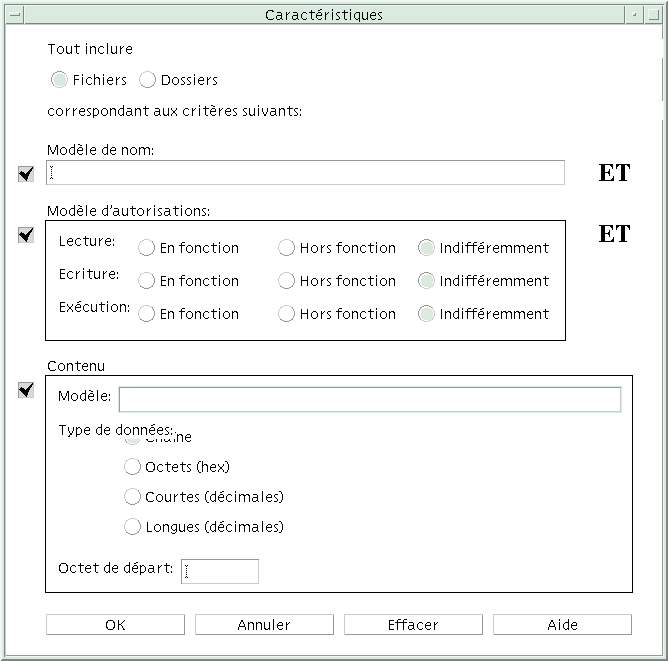 Caractéristiques
Tout inclure
Fichiers Dossiers
correspondant aux critères suivants:
Modèle de nom:
ET
Modèle d'autorisations:
ET
Lecture: En fonction Hors fonction Indifféremment
Ecriture: En fonction Hors fonction Indifféremment
Exécution: En fonction Hors fonction Indifféremment
Contenu
Modèle:
Type de données:
Chaîne
Octets (hex)
Courtes (décimales)
Longues (décimales)
Octet de départ:
OK Annuler Effacer Aide